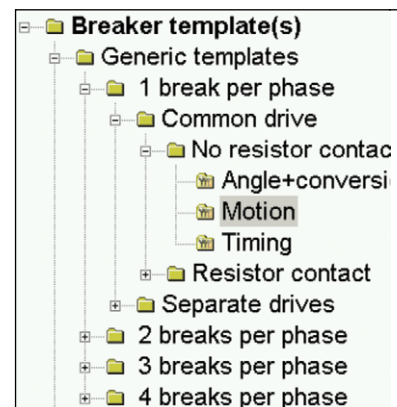 Breaker template(s)
Generic templates
1 break per phase
Common drive
No resistor contac
Angle+conversi
Motion
Timing
Resistor contact
Separate drives
2 breaks per phase
3 breaks per phase
4 breaks per phase